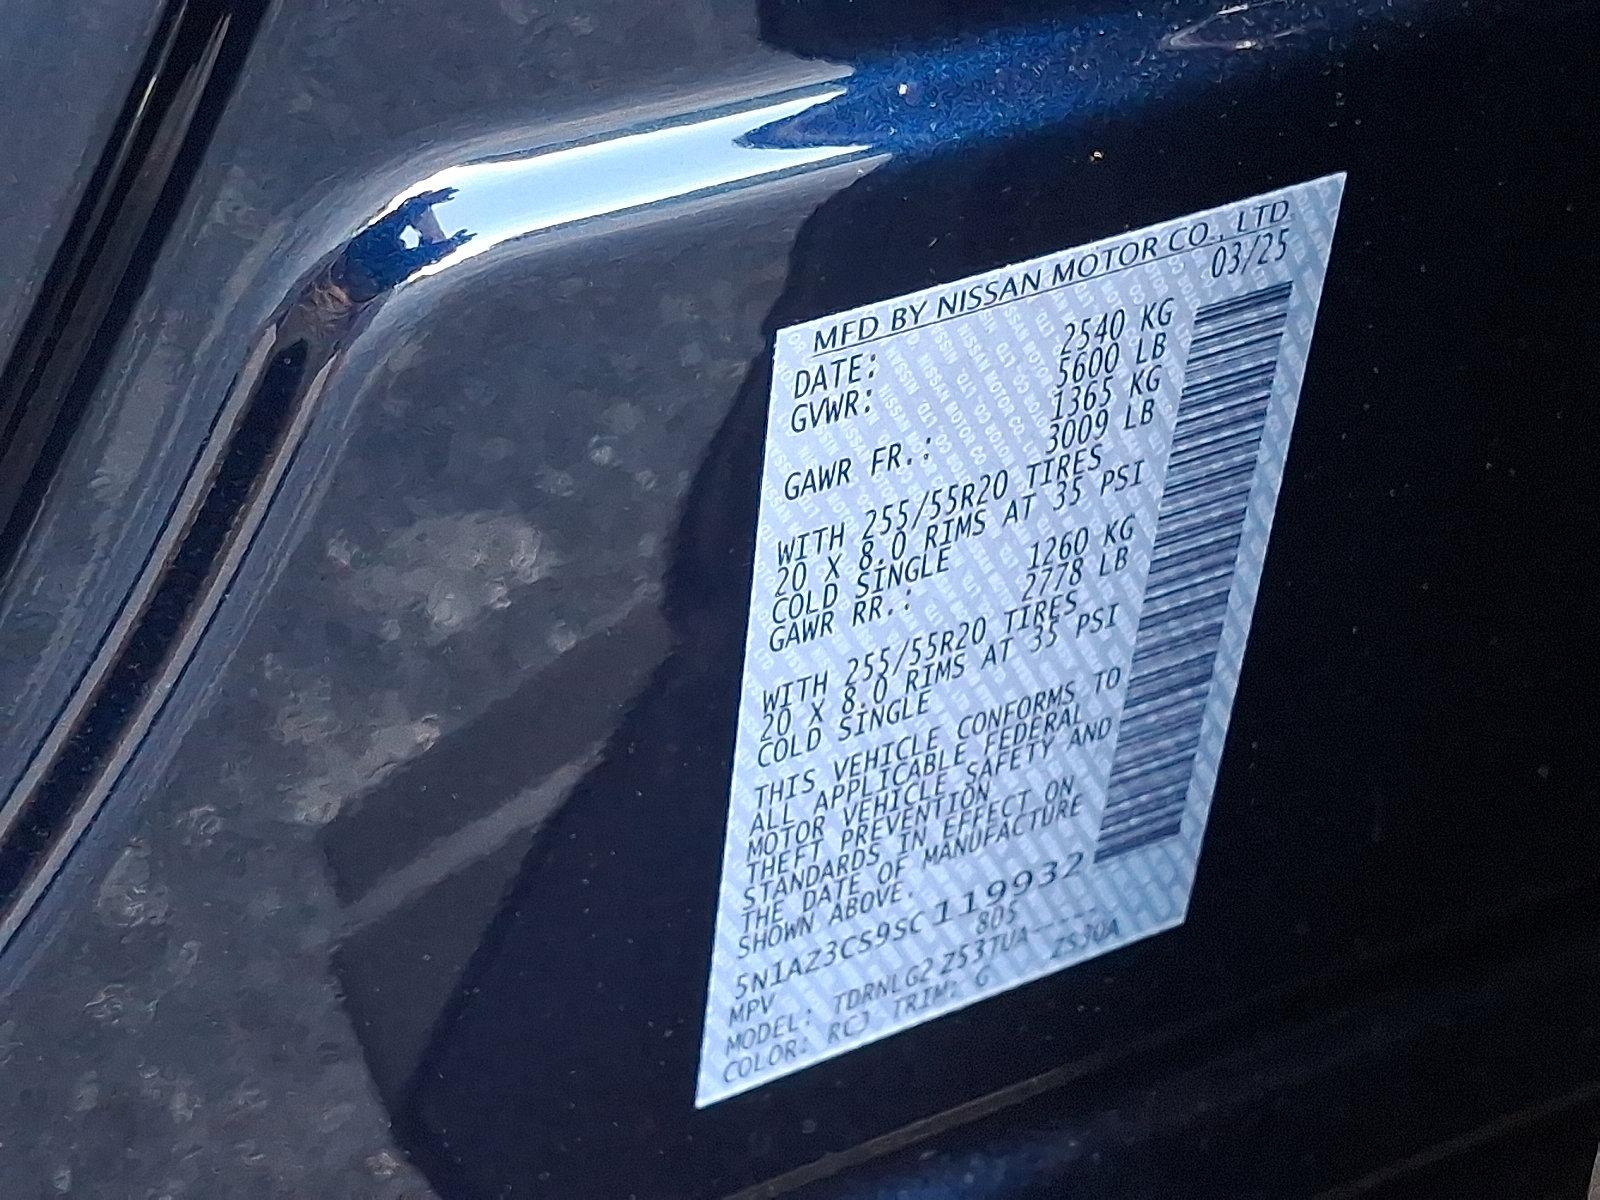 MFD BY NISSAN MOTOR CO., LTD.
DATE: 03/25
GVWR: 2540 KG
5600 LB
GAWR FR.: 1365 KG
3009 LB
WITH 255/55R20 TIRES
20 X 8.0 RIMS AT 35 PSI
COLD SINGLE
GAWR RR.: 1260 KG
2778 LB
WITH 255/55R20 TIRES
20 X 8.0 RIMS AT 35 PSI
COLD SINGLE
THIS VEHICLE CONFORMS TO
ALL APPLICABLE FEDERAL
MOTOR VEHICLE SAFETY AND
THEFT PREVENTION
STANDARDS IN EFFECT ON
THE DATE OF MANUFACTURE
SHOWN ABOVE.
5N1AZ3CS9SC119932
MPV 805
MODEL: TDRNLG2 ZS3TUA-----
COLOR: RCJ TRIM: G ZS30A